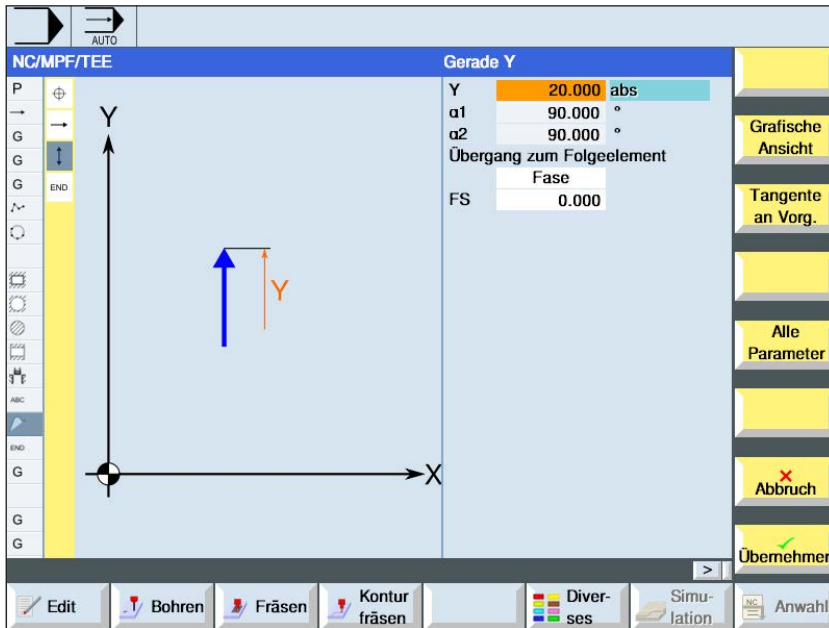 AUTO
NC/MPF/TEE
Gerade Y
P
G
G
G
ABC
END
G
G
G
END
Y
X
Y
Y 20.000 abs
α1 90.000 °
α2 90.000 °
Übergang zum Folgeelement
Fase
FS 0.000
Grafische
Ansicht
Tangente
an Vorg.
Alle
Parameter
Abbruch
Übernehmen
>
Edit
Bohren
Fräsen
Kontur
fräsen
Diver-
ses
Simu-
lation
NC
Anwahl